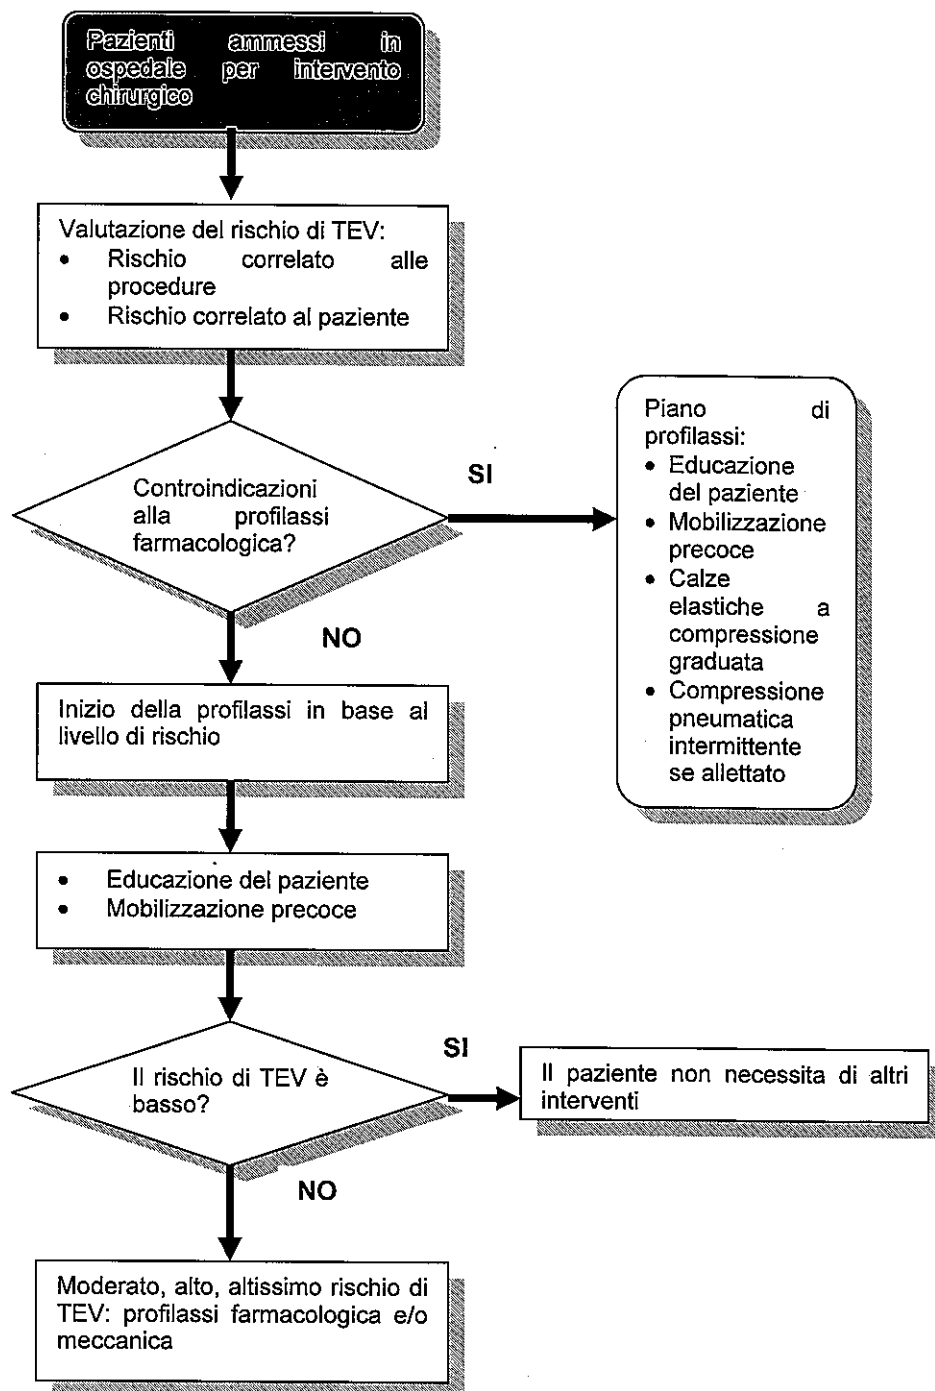 Pazienti ammessi in
ospedale per intervento
chirurgico
Valutazione del rischio di TEV:
• Rischio correlato alle
procedure
• Rischio correlato al paziente
Controindicazioni
alla profilassi
farmacologica?
SI
Piano di
profilassi:
• Educazione
del paziente
• Mobilizzazione
precoce
• Calze
elastiche a
compressione
graduata
• Compressione
pneumatica
intermittente
se allettato
NO
Inizio della profilassi in base al
livello di rischio
• Educazione del paziente
• Mobilizzazione precoce
Il rischio di TEV è
basso?
SI
Il paziente non necessita di altri
interventi
NO
Moderato, alto, altissimo rischio di
TEV: profilassi farmacologica e/o
meccanica